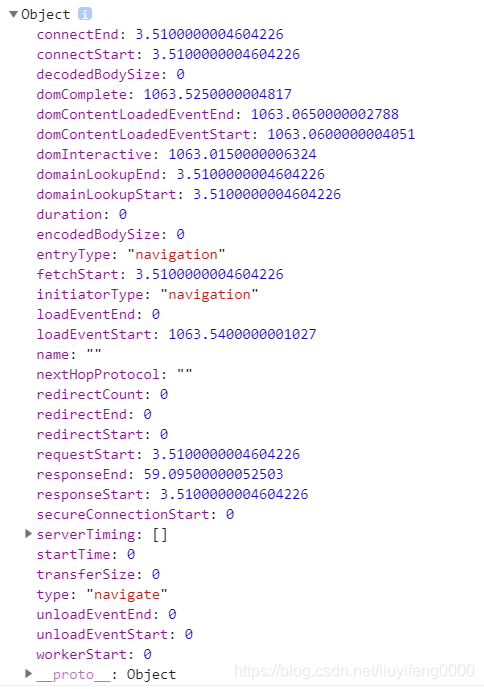 Object i
connectEnd: 3.5100000004604226
connectStart: 3.5100000004604226
decodedBodySize: 0
domComplete: 1063.5250000004817
domContentLoadedEventEnd: 1063.0650000002788
domContentLoadedEventStart: 1063.0600000004051
domInteractive: 1063.0150000006324
domainLookupEnd: 3.5100000004604226
domainLookupStart: 3.5100000004604226
duration: 0
encodedBodySize: 0
entryType: "navigation"
fetchStart: 3.5100000004604226
initiatorType: "navigation"
loadEventEnd: 0
loadEventStart: 1063.5400000001027
name: ""
nextHopProtocol: ""
redirectCount: 0
redirectEnd: 0
redirectStart: 0
requestStart: 3.5100000004604226
responseEnd: 59.09500000052503
responseStart: 3.5100000004604226
secureConnectionStart: 0
serverTiming: []
startTime: 0
transferSize: 0
type: "navigate"
unloadEventEnd: 0
unloadEventStart: 0
workerStart: 0
__proto__: Object
https://blog.csdn.net/liuyifeng0000